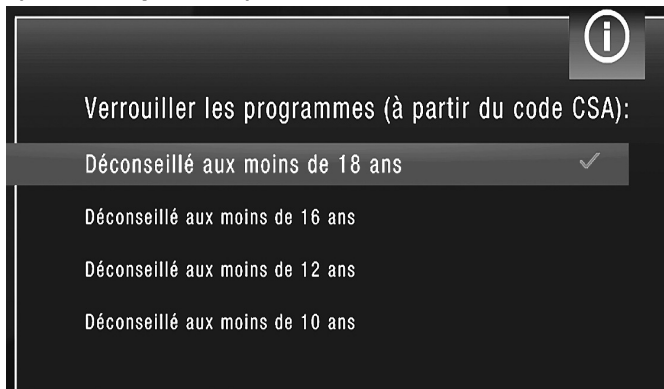 Verrouiller les programmes (à partir du code CSA):
Déconseillé aux moins de 18 ans
Déconseillé aux moins de 16 ans
Déconseillé aux moins de 12 ans
Déconseillé aux moins de 10 ans